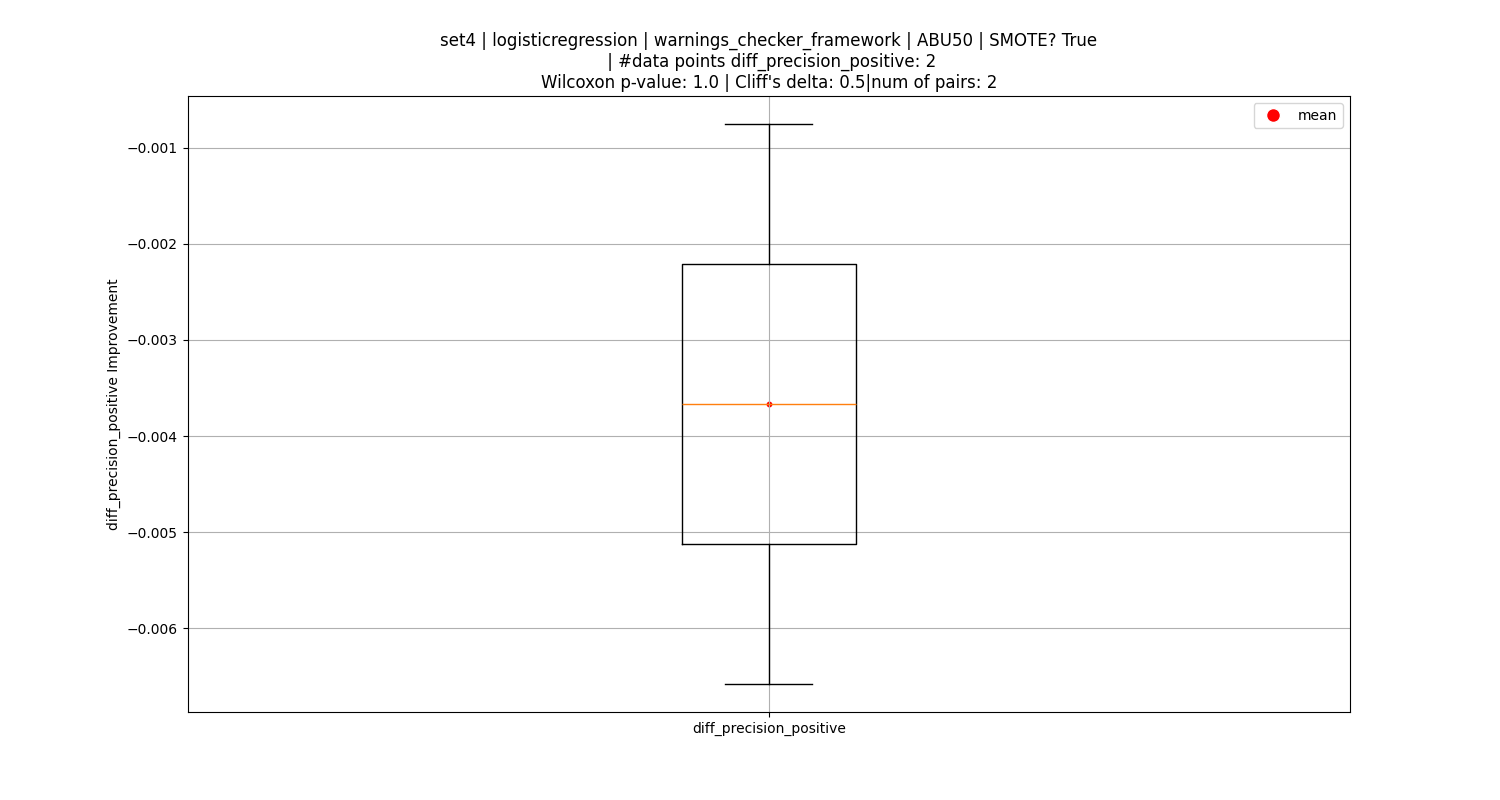 set4 | logisticregression | warnings_checker_framework | ABU50 | SMOTE? True
| #data points diff_precision_positive: 2
Wilcoxon p-value: 1.0 | Cliff's delta: 0.5|num of pairs: 2
mean
−0.001
−0.002
−0.003
−0.004
−0.005
−0.006
diff_precision_positive Improvement
diff_precision_positive